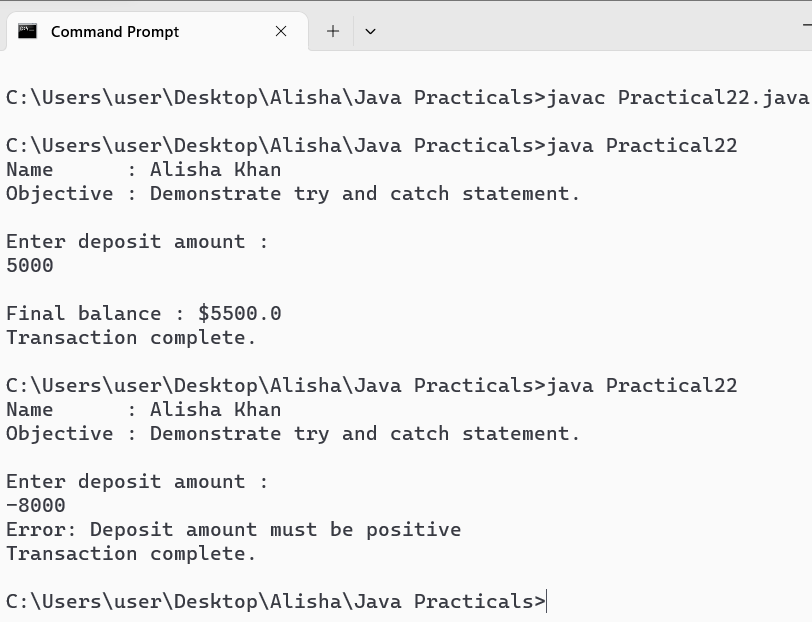 Command Prompt
C:\Users\user\Desktop\Alisha\Java Practicals>javac Practical22.java
C:\Users\user\Desktop\Alisha\Java Practicals>java Practical22
Name      : Alisha Khan
Objective : Demonstrate try and catch statement.
Enter deposit amount :
5000
Final balance : $5500.0
Transaction complete.
C:\Users\user\Desktop\Alisha\Java Practicals>java Practical22
Name      : Alisha Khan
Objective : Demonstrate try and catch statement.
Enter deposit amount :
-8000
Error: Deposit amount must be positive
Transaction complete.
C:\Users\user\Desktop\Alisha\Java Practicals>